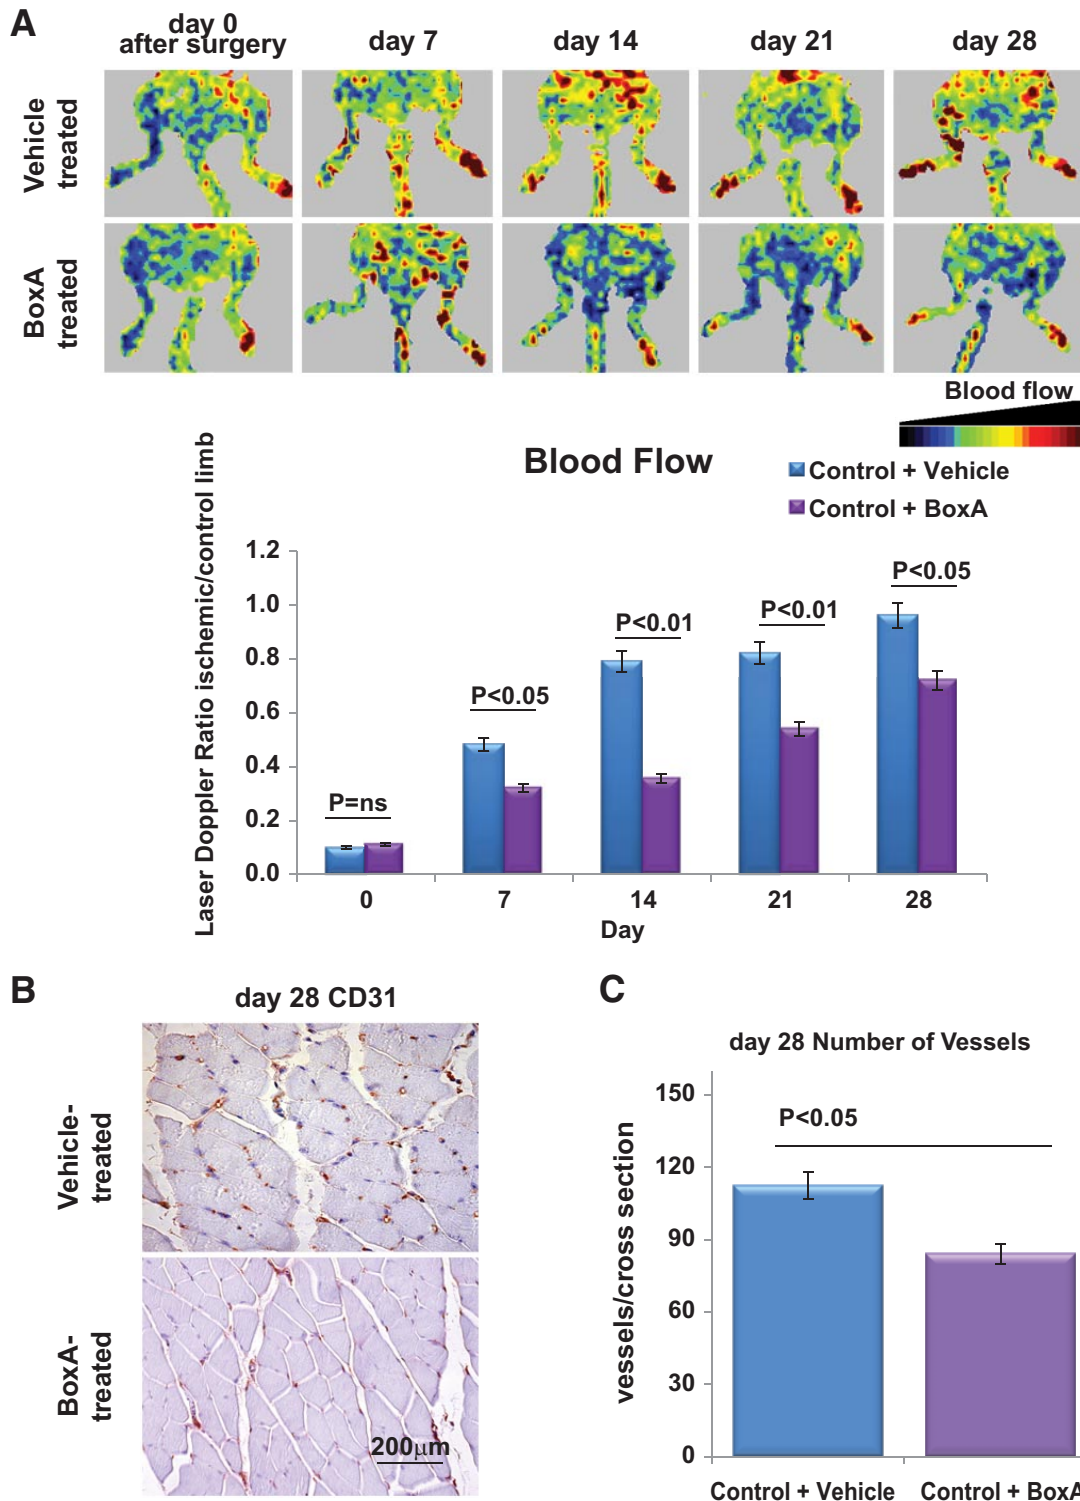 A
day 0
after surgery
day 7
day 14
day 21
day 28
Vehicle
treated
BoxA
treated
Blood flow
Blood Flow
Control + Vehicle
Control + BoxA
Laser Doppler Ratio ischemic/control limb
1.2
1.0
0.8
0.6
0.4
0.2
0.0
P=ns
P<0.05
P<0.01
P<0.01
P<0.05
0
7
14
21
28
Day
B
day 28 CD31
Vehicle-
treated
BoxA-
treated
200μm
C
day 28 Number of Vessels
vessels/cross section
150
120
90
60
30
0
P<0.05
Control + Vehicle
Control + BoxA